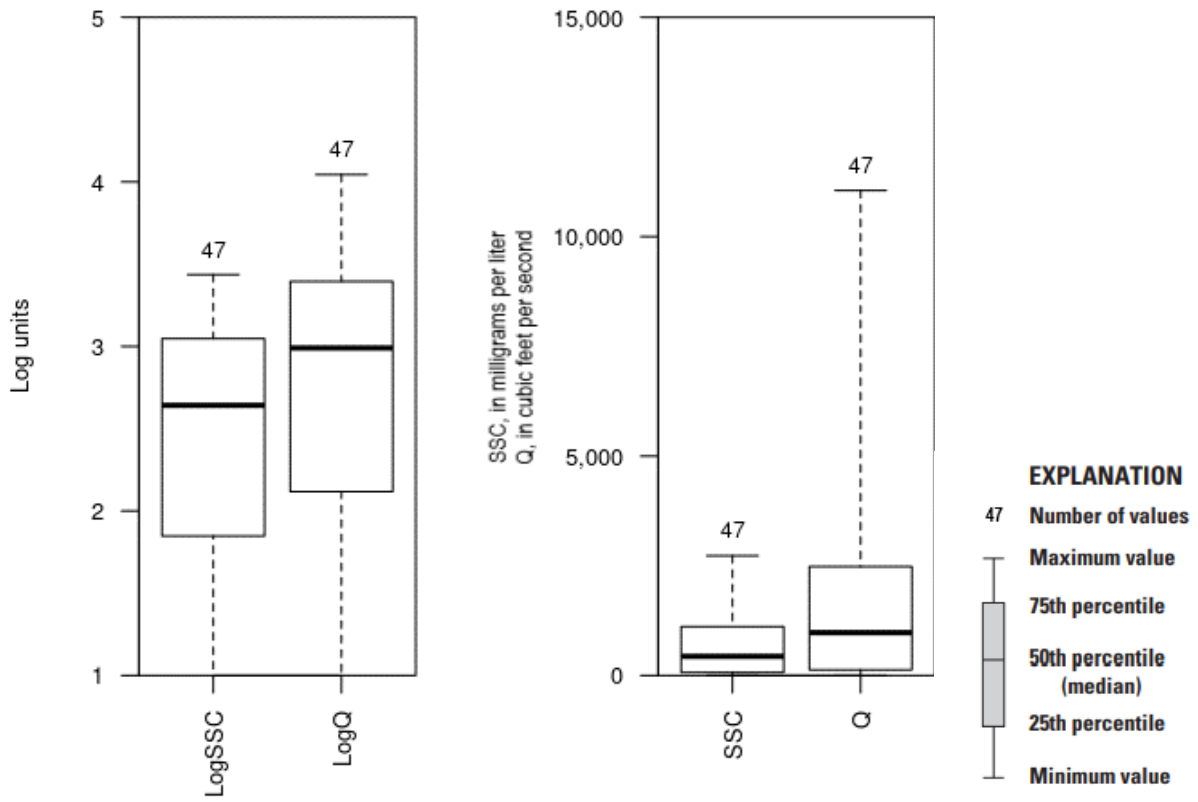 5
4
3
2
1
Log units
47
47
LogSSC
LogQ
15,000
10,000
5,000
0
SSC, in milligrams per liter
Q, in cubic feet per second
47
47
SSC
Q
EXPLANATION
47 Number of values
Maximum value
75th percentile
50th percentile
(median)
25th percentile
Minimum value